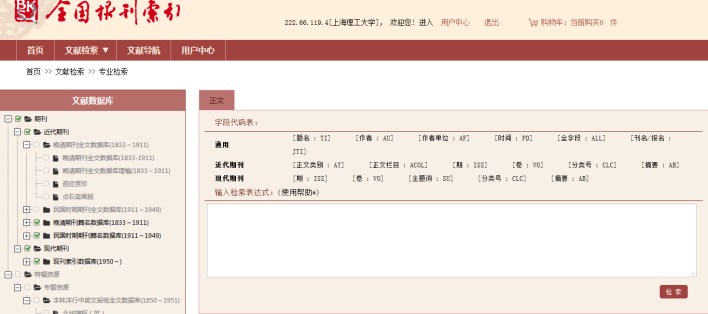 全国报刊索引
222.66.119.4[上海理工大学], 欢迎您! 进入 用户中心 退出 购物车: 当前购买0 件
首页 文献检索 ▼ 文献导航 用户中心
首页 >> 文献检索 >> 专业检索
文献数据库
期刊
近代期刊
晚清期刊全文数据库(1833~1911)
晚清期刊全文数据库(1833-1911)
晚清期刊全文数据库增辑(1833~1911)
遐迩贯珍
点石斋画报
民国时期期刊全文数据库(1911~1949)
晚清期刊篇名数据库(1833~1911)
民国时期期刊篇名数据库(1911~1949)
现代期刊
现刊索引数据库(1950~)
特辑资源
专题资源
字林洋行中英文报纸全文数据库(1850~1951)
正文
字段代码表:
通用 [题名 : TI] [作者 : AU] [作者单位 : AF] [时间 : PD] [全字段 : ALL] [刊名/报名 : JTI]
近代期刊 [正文类别 : AT] [正文栏目 : ACOL] [期 : ISS] [卷 : VO] [分类号 : CLC] [摘要 : AB]
现代期刊 [期 : ISS] [卷 : VO] [主题词 : SU] [分类号 : CLC] [摘要 : AB]
输入检索表达式: (使用帮助*)
检 索